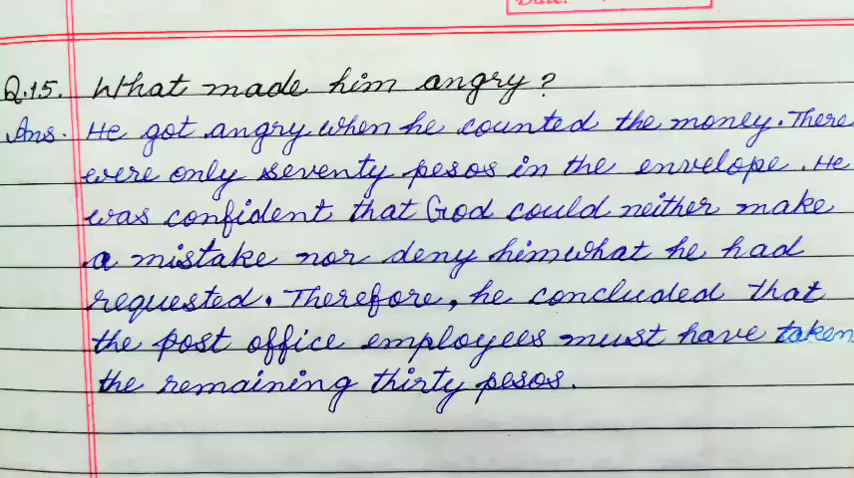 Date:
Q.15. What made him angry?
Ans. He got angry when he counted the money. There
were only seventy pesos in the envelope. He
was confident that God could neither make
a mistake nor deny him what he had
requested. Therefore, he concluded that
the post office employees must have taken
the remaining thirty pesos.